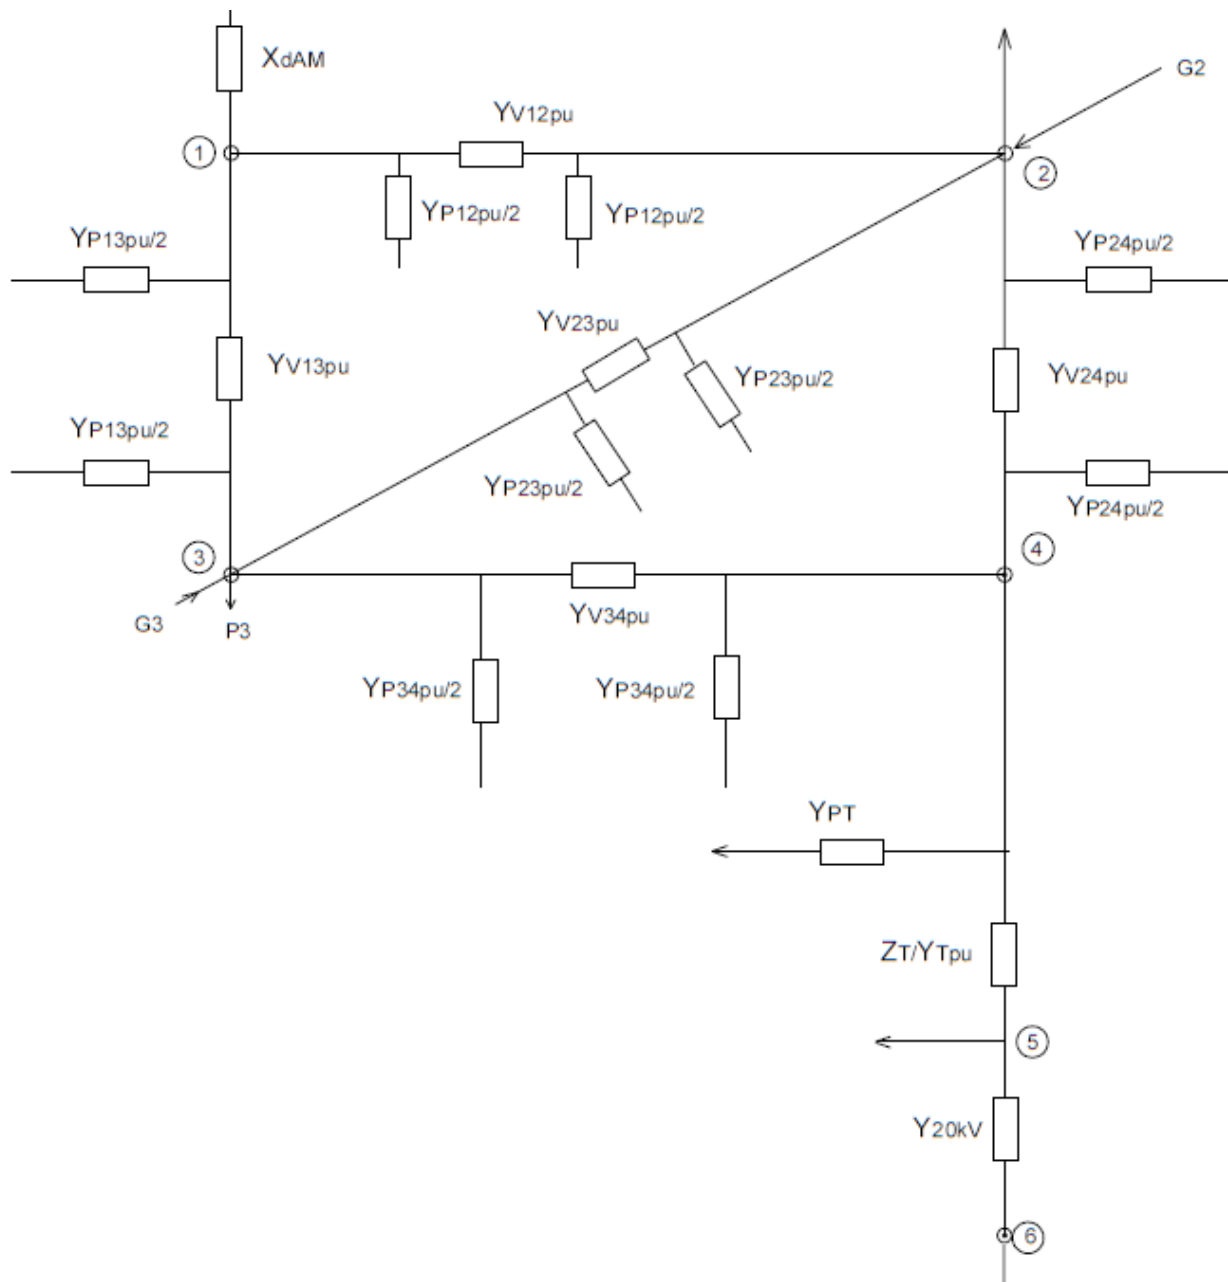 XdAM
G2
YV12pu
1
2
YP12pu/2
YP12pu/2
YP13pu/2
YP24pu/2
YV23pu
YV13pu
YP23pu/2
YV24pu
YP13pu/2
YP23pu/2
YP24pu/2
3
4
G3
P3
YV34pu
YP34pu/2
YP34pu/2
YPT
ZT/YTpu
5
Y20kV
6